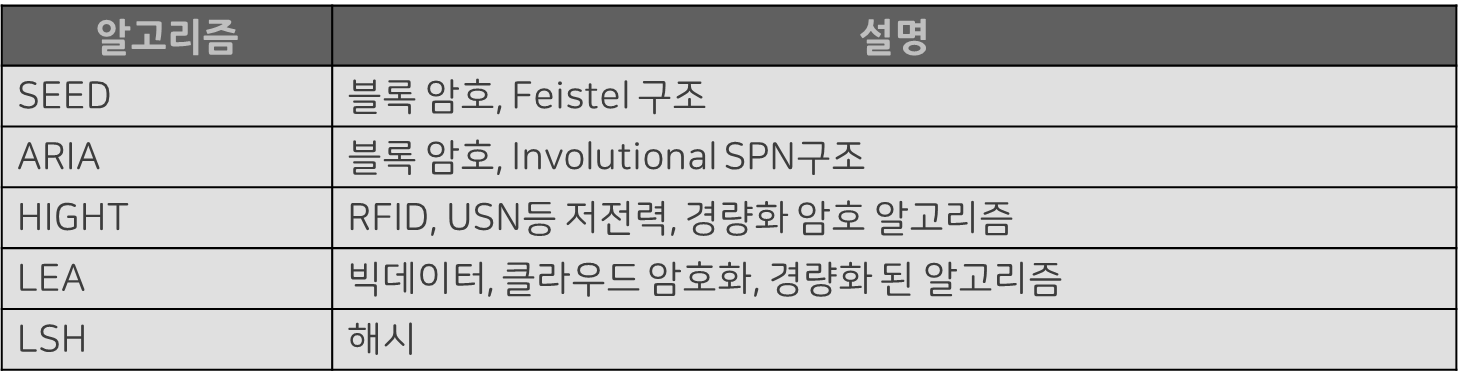 알고리즘 설명
SEED 블록 암호, Feistel 구조
ARIA 블록 암호, Involutional SPN구조
HIGHT RFID, USN등 저전력, 경량화 암호 알고리즘
LEA 빅데이터, 클라우드 암호화, 경량화 된 알고리즘
LSH 해시